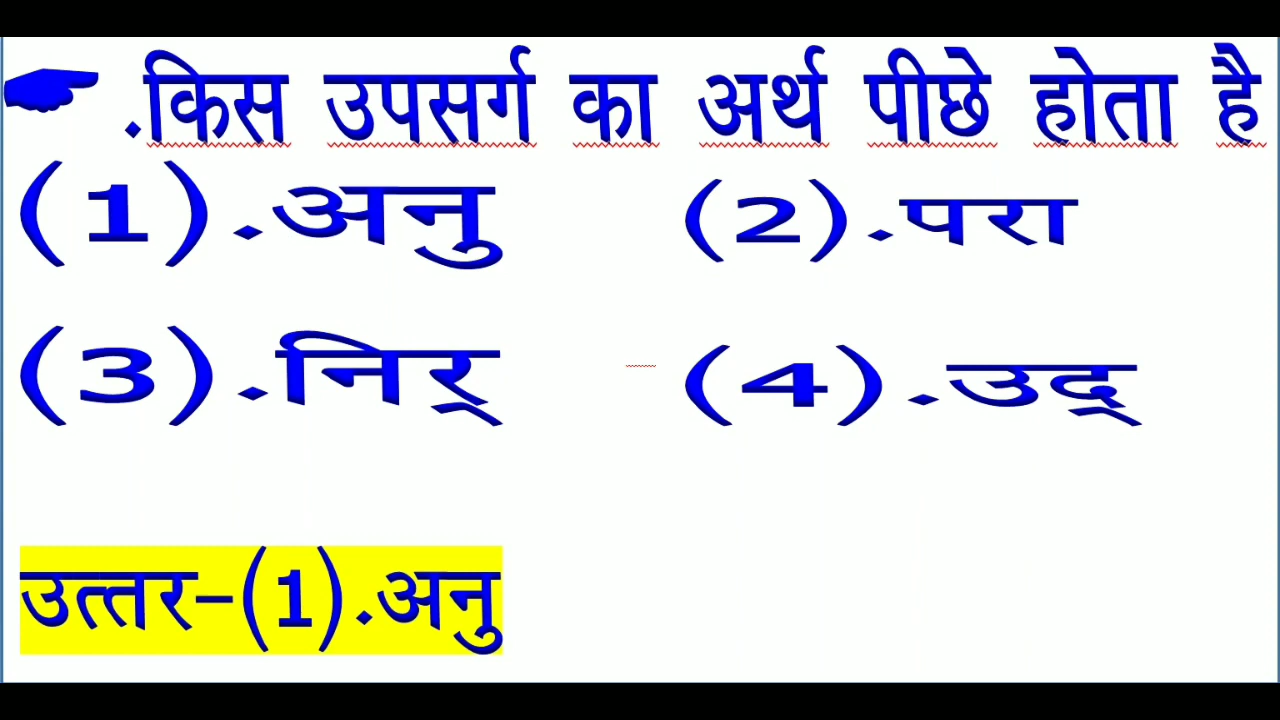 .किस उपसर्ग का अर्थ पीछे होता है
(1).अनु (2).परा
(3).निर् (4).उद्
उत्तर-(1).अनु